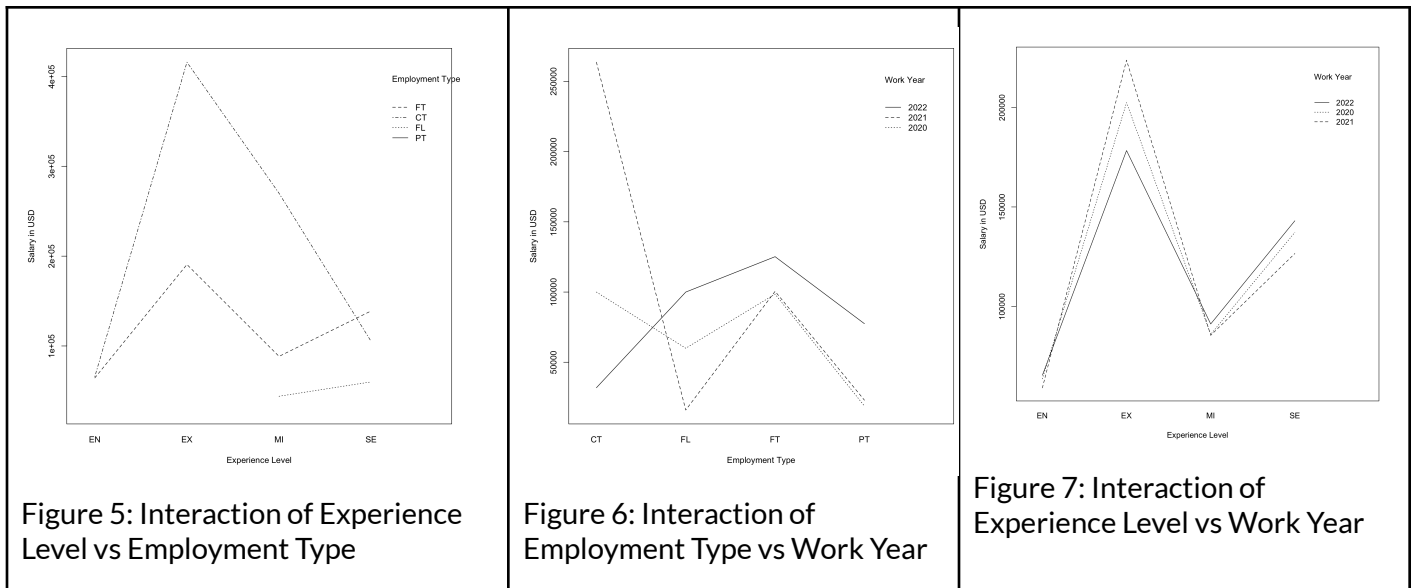 4e+05
3e+05
2e+05
1e+05
Salary in USD
EN EX MI SE
Experience Level
Employment Type
FT
CT
FL
PT
Figure 5: Interaction of Experience
Level vs Employment Type
250000
200000
150000
100000
50000
Salary in USD
CT FL FT PT
Employment Type
Work Year
2022
2021
2020
Figure 6: Interaction of
Employment Type vs Work Year
200000
150000
100000
Salary in USD
EN EX MI SE
Experience Level
Work Year
2022
2020
2021
Figure 7: Interaction of
Experience Level vs Work Year